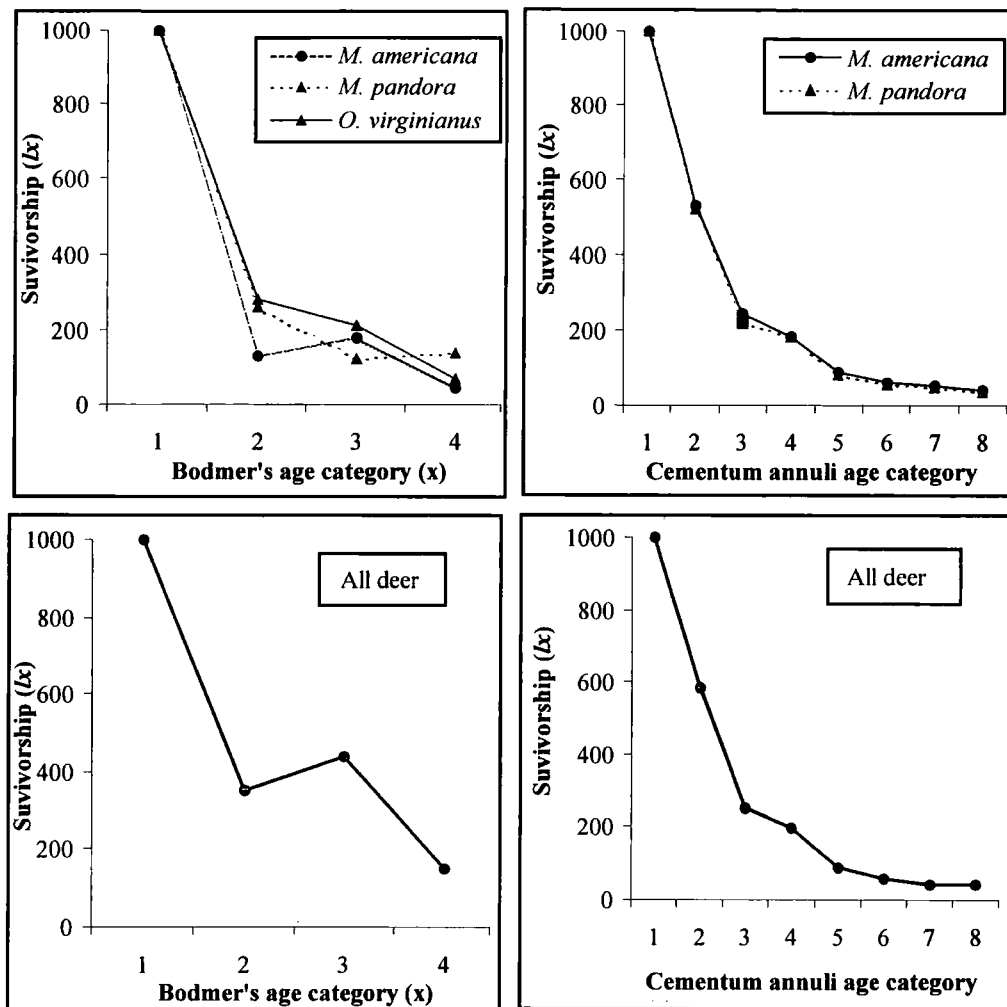 Suvivorship (lx)
1000
800
600
400
200
0
M. americana
M. pandora
O. virginianus
1 2 3 4
Bodmer's age category (x)
Suvivorship (lx)
1000
800
600
400
200
0
M. americana
M. pandora
1 2 3 4 5 6 7 8
Cementum annuli age category
Suvivorship (lx)
1000
800
600
400
200
0
All deer
1 2 3 4
Bodmer's age category (x)
Suvivorship (lx)
1000
800
600
400
200
0
All deer
1 2 3 4 5 6 7 8
Cementum annuli age category